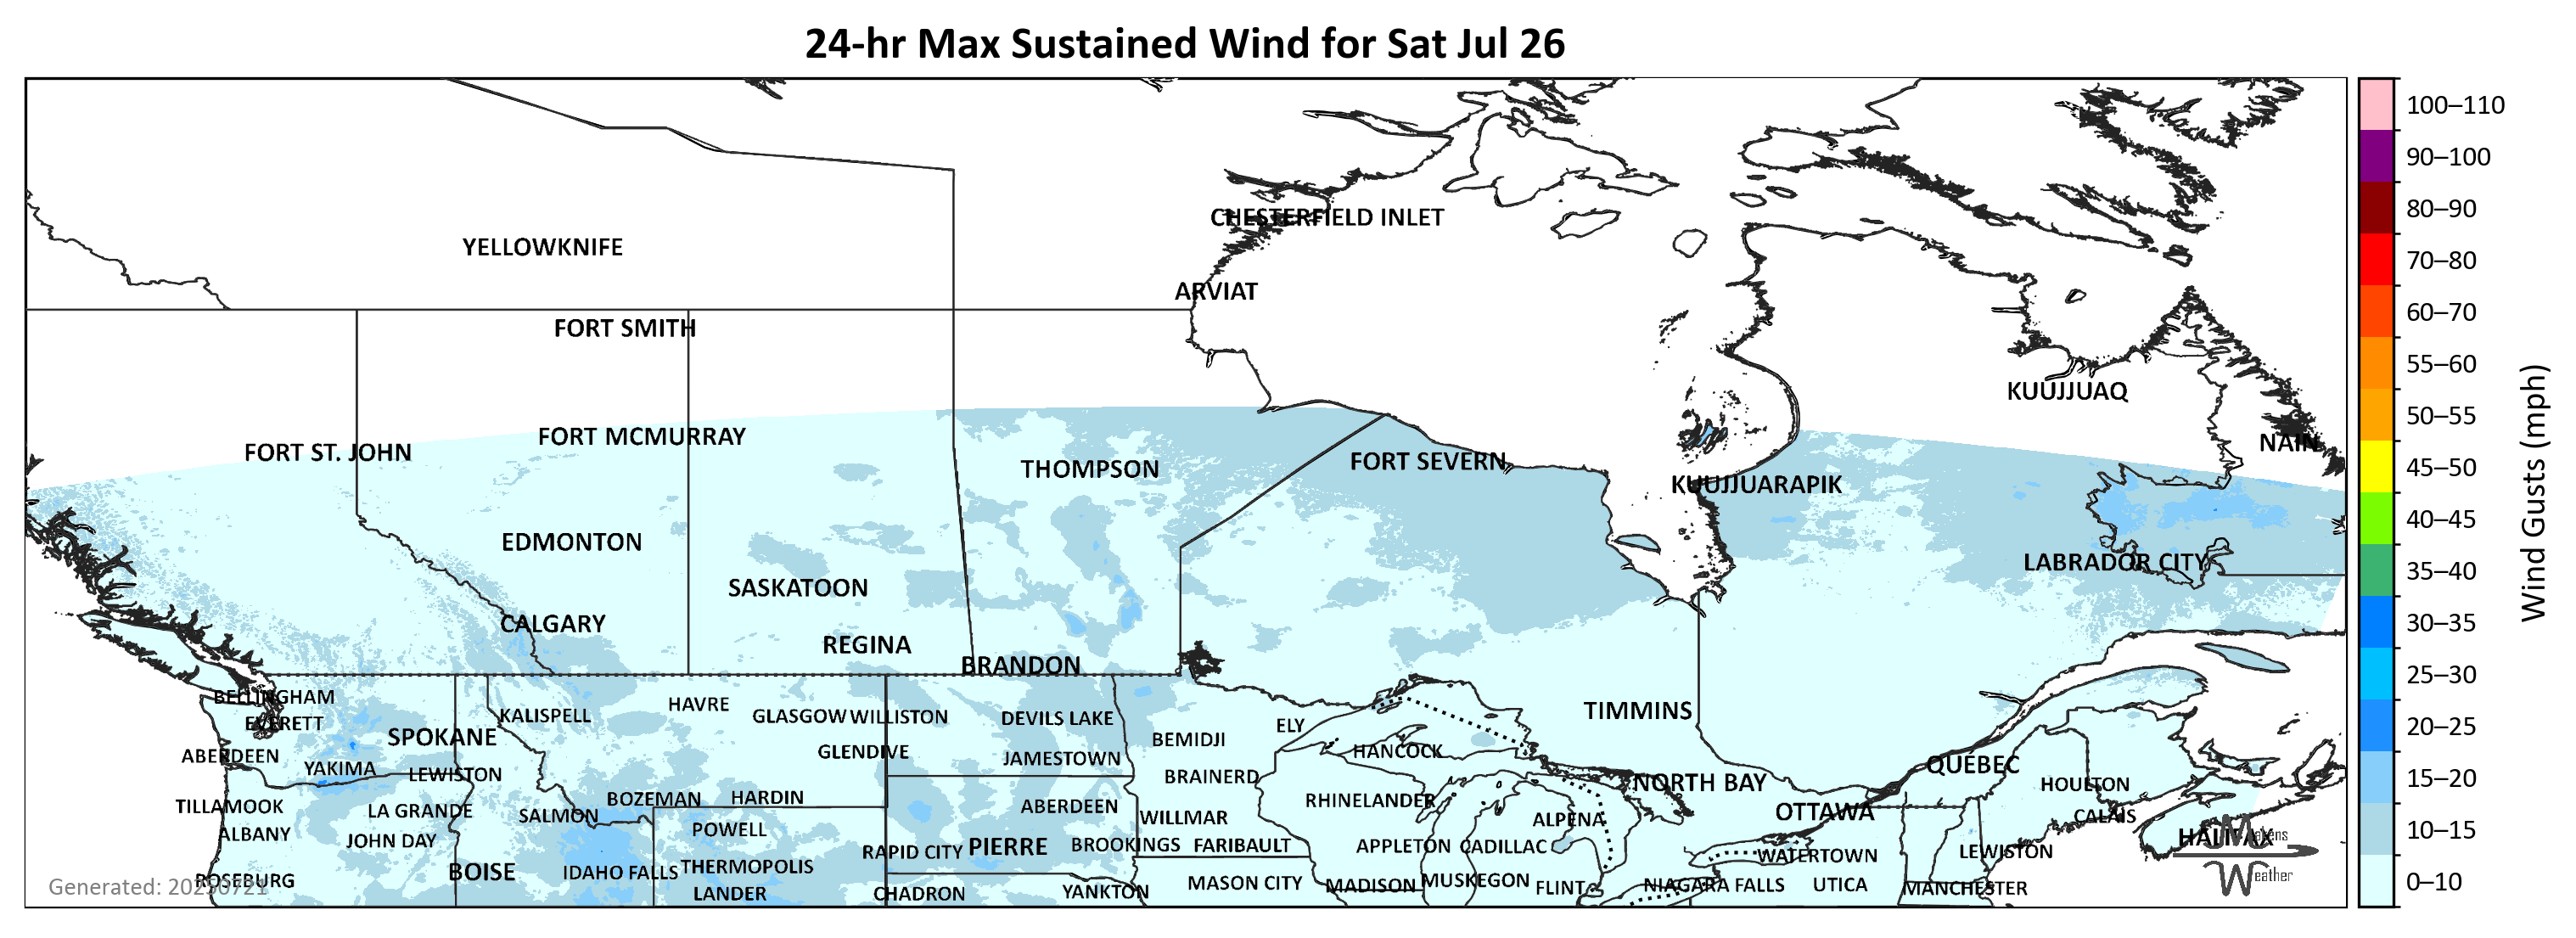 24-hr Max Sustained Wind for Sat Jul 26
100–110
90–100
80–90
70–80
60–70
55–60
50–55
45–50
40–45
35–40
30–35
25–30
20–25
15–20
10–15
0–10
Wind Gusts (mph)
CHESTERFIELD INLET
YELLOWKNIFE
ARVIAT
FORT SMITH
KUUJJUAQ
FORT MCMURRAY
NAIN
FORT ST. JOHN
FORT SEVERN
THOMPSON
KUUJJUARAPIK
EDMONTON
LABRADOR CITY
SASKATOON
CALGARY
REGINA
BRANDON
BELLINGHAM
HAVRE
TIMMINS
KALISPELL
GLASGOW
WILLISTON
DEVILS LAKE
EVERETT
ELY
SPOKANE
BEMIDJI
HANCOCK
GLENDIVE
ABERDEEN
JAMESTOWN
QUÉBEC
YAKIMA
LEWISTON
BRAINERD
NORTH BAY
HOULTON
BOZEMAN
HARDIN
RHINELANDER
TILLAMOOK
LA GRANDE
ABERDEEN
OTTAWA
SALMON
CALAIS
WILLMAR
ALPENA
POWELL
ALBANY
HALIFAX
JOHN DAY
BROOKINGS
FARIBAULT
APPLETON
CADILLAC
PIERRE
RAPID CITY
LEWISTON
WATERTOWN
THERMOPOLIS
BOISE
IDAHO FALLS
ROSEBURG
MASON CITY
MUSKEGON
MADISON
FLINT
NIAGARA FALLS
UTICA
MANCHESTER
LANDER
CHADRON
YANKTON
Generated: 20250721
Makens
Weather